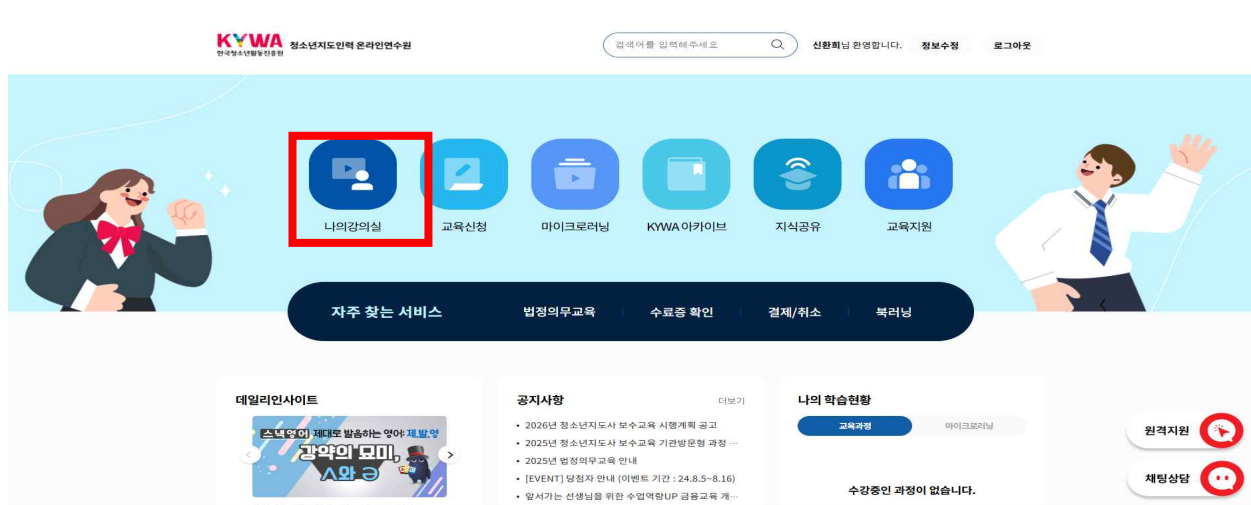 KYWA
한국청소년활동진흥원
청소년지도인력 온라인연수원
검색어를 입력해주세요
신환희님 환영합니다.
정보수정
로그아웃
나의강의실
교육신청
마이크로러닝
KYWA 아카이브
지식공유
교육지원
자주 찾는 서비스
법정의무교육
수료증 확인
결제/취소
북러닝
데일리인사이트
스낵영어 제대로 발음하는 영어: 제.발.영
강약의 묘미,
ʌ와 ə
공지사항
더보기
• 2026년 청소년지도사 보수교육 시행계획 공고
• 2025년 청소년지도사 보수교육 기관방문형 과정 …
• 2025년 법정의무교육 안내
• [EVENT] 당첨자 안내 (이벤트 기간 : 24.8.5~8.16)
• 앞서가는 선생님을 위한 수업역량UP 금융교육 개…
나의 학습현황
교육과정
마이크로러닝
수강중인 과정이 없습니다.
원격지원
채팅상담